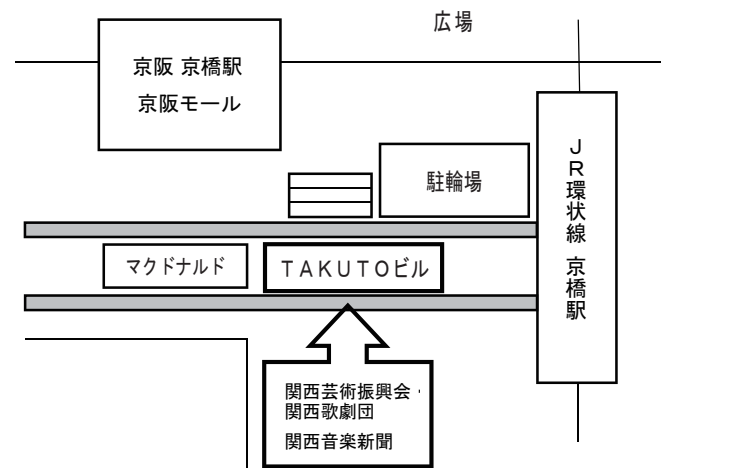 広場
京阪 京橋駅
京阪モール
JR環状線 京橋駅
駐輪場
マクドナルド
TAKUTOビル
関西芸術振興会・
関西歌劇団
関西音楽新聞